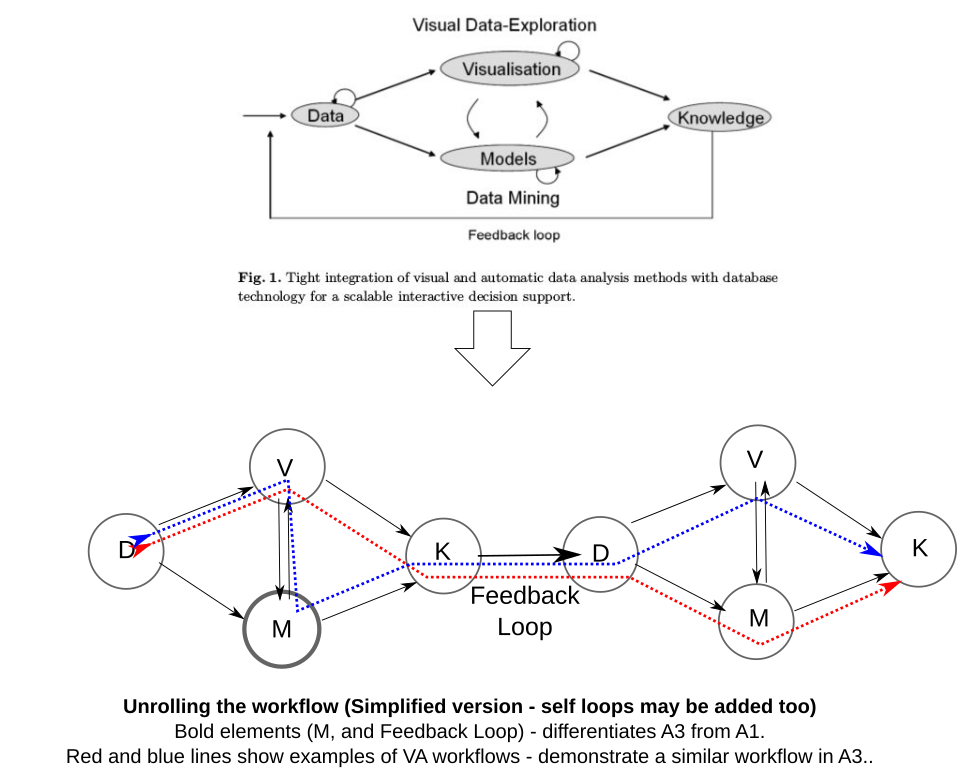 Visual Data-Exploration
Visualisation
Data
Knowledge
Models
Data Mining
Feedback loop
Fig. 1. Tight integration of visual and automatic data analysis methods with database
technology for a scalable interactive decision support.
V
V
D
K
D
K
M
M
Feedback
Loop
Unrolling the workflow (Simplified version - self loops may be added too)
Bold elements (M, and Feedback Loop) - differentiates A3 from A1.
Red and blue lines show examples of VA workflows - demonstrate a similar workflow in A3..